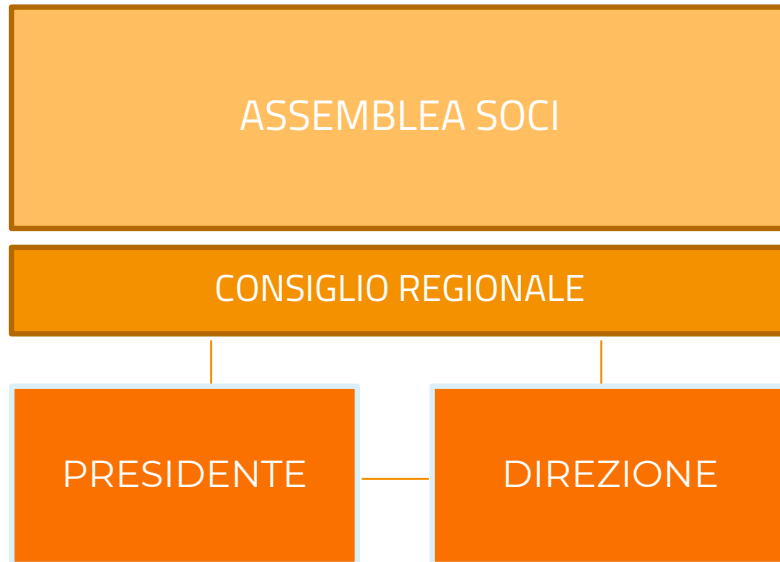 ASSEMBLEA SOCI
CONSIGLIO REGIONALE
PRESIDENTE
DIREZIONE